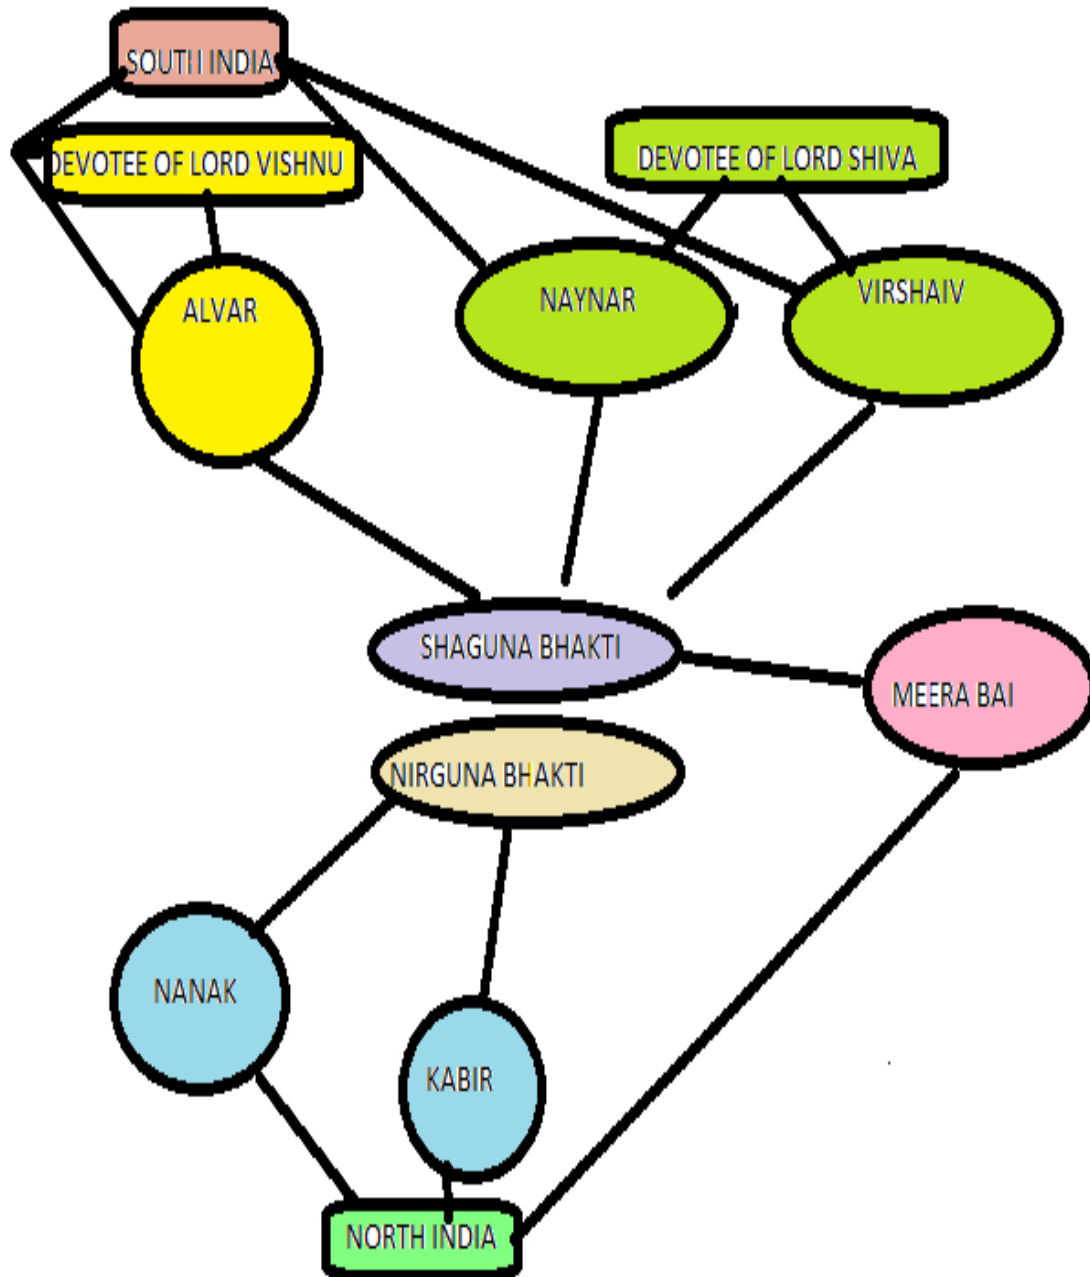 SOUTH INDIA
DEVOTEE OF LORD VISHNU
DEVOTEE OF LORD SHIVA
ALVAR
NAYNAR
VIRSHAIV
SHAGUNA BHAKTI
MEERA BAI
NIRGUNA BHAKTI
NANAK
KABIR
NORTH INDIA